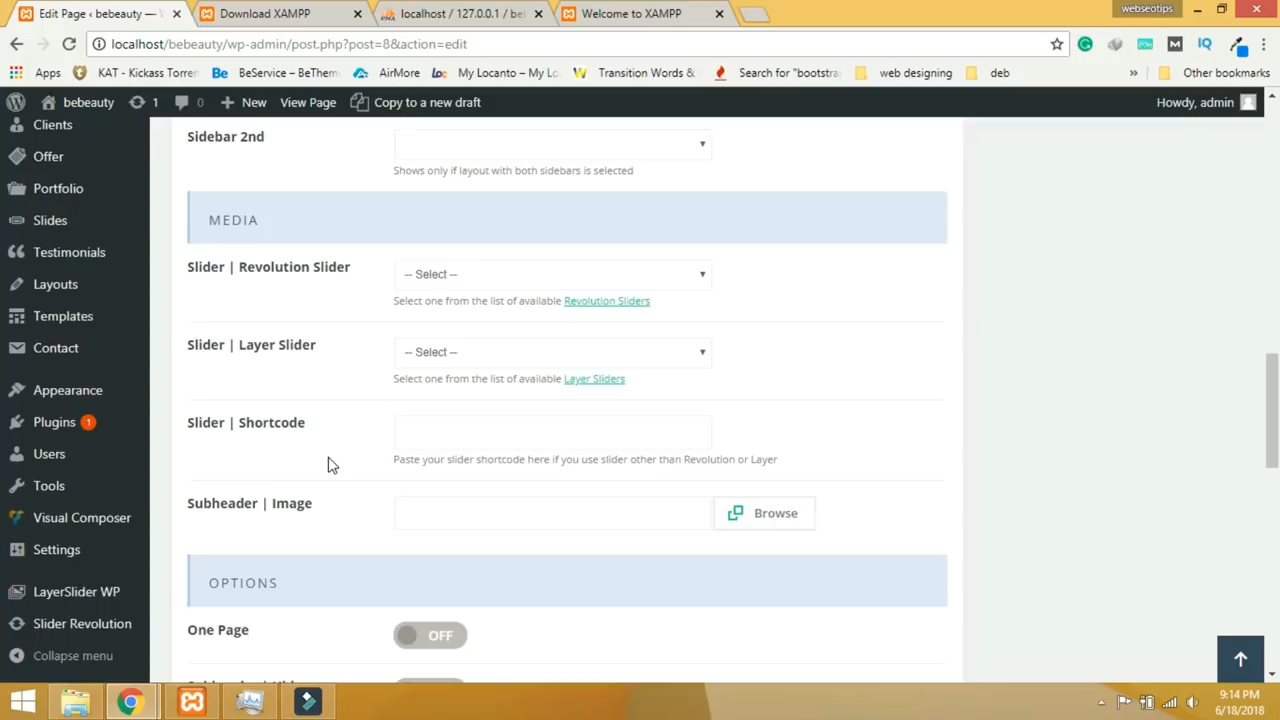 Edit Page ‹ bebeauty — W
Download XAMPP
localhost / 127.0.0.1 / bel
Welcome to XAMPP
webseotips
localhost/bebeauty/wp-admin/post.php?post=8&action=edit
Apps
KAT - Kickass Torren
BeService – BeThem
AirMore
My Locanto – My Lo
Transition Words &
Search for "bootstra
web designing
deb
»
Other bookmarks
bebeauty
1
0
New
View Page
Copy to a new draft
Howdy, admin
Clients
Offer
Portfolio
Slides
Testimonials
Layouts
Templates
Contact
Appearance
Plugins 1
Users
Tools
Visual Composer
Settings
LayerSlider WP
Slider Revolution
Collapse menu
Sidebar 2nd
Shows only if layout with both sidebars is selected
MEDIA
Slider | Revolution Slider
-- Select --
Select one from the list of available Revolution Sliders
Slider | Layer Slider
-- Select --
Select one from the list of available Layer Sliders
Slider | Shortcode
Paste your slider shortcode here if you use slider other than Revolution or Layer
Subheader | Image
Browse
OPTIONS
One Page
OFF
9:14 PM
6/18/2018